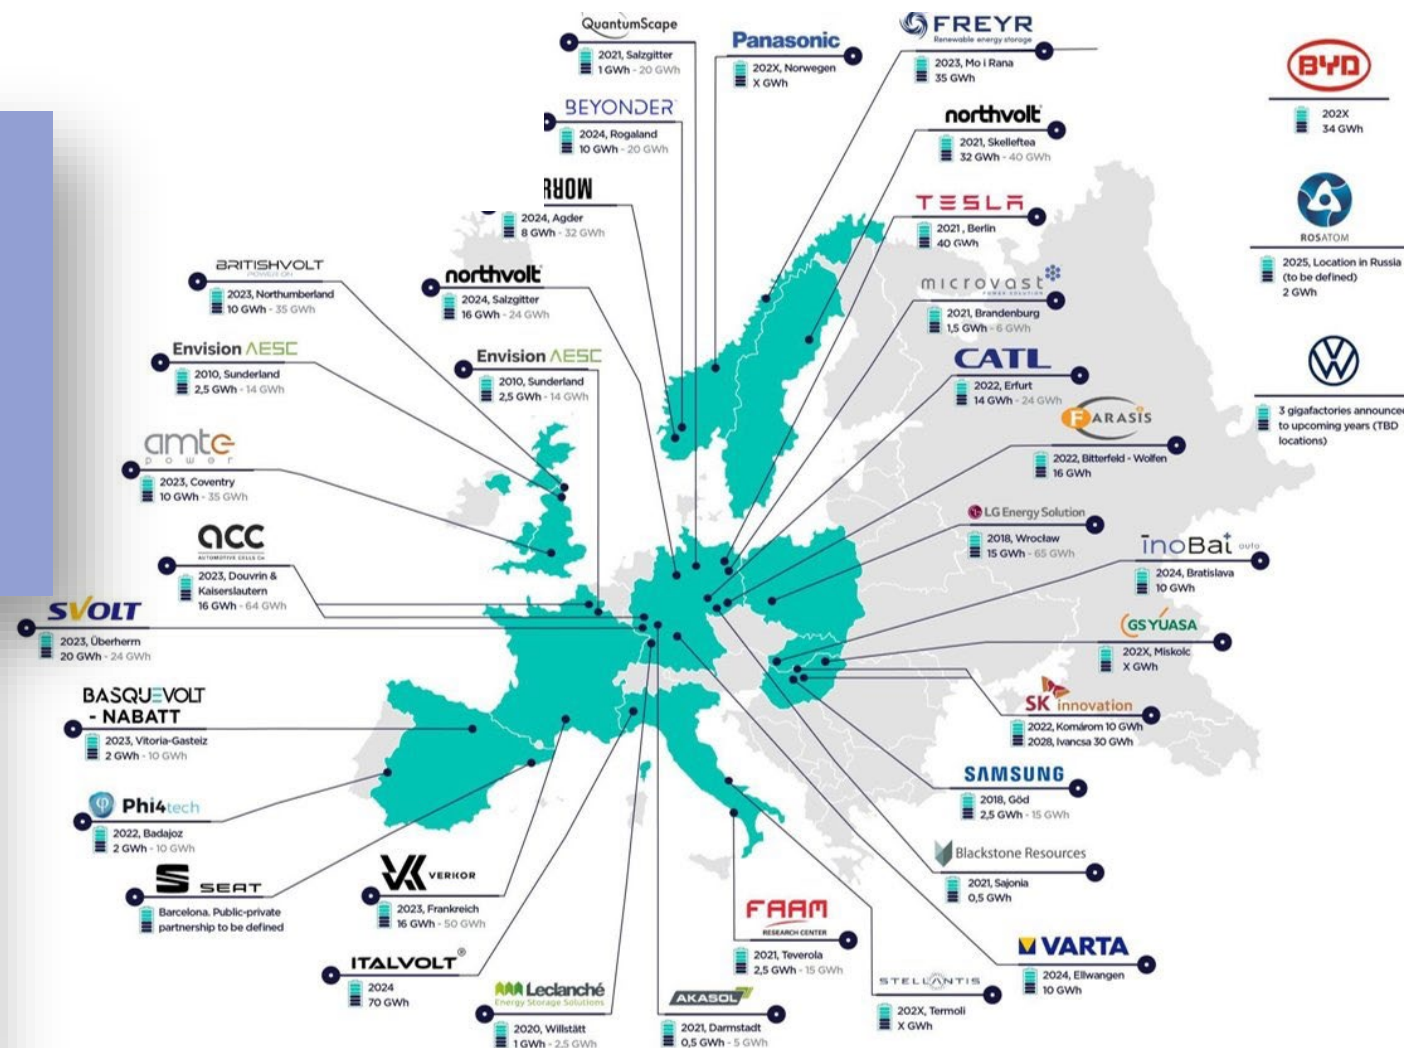 QuantumScape
2021, Salzgitter
1 GWh - 20 GWh
Panasonic
202X, Norwegen
X GWh
FREYR
Renewable energy storage
2023, Mo i Rana
35 GWh
BYD
202X
34 GWh
BEYONDER
2024, Rogaland
10 GWh - 20 GWh
northvolt
2021, Skelleftea
32 GWh - 40 GWh
2024, Agder
8 GWh - 32 GWh
TESLA
2021, Berlin
40 GWh
ROSATOM
2025, Location in Russia
(to be defined)
2 GWh
BRITISHVOLT
POWER ON
2023, Northumberland
10 GWh - 35 GWh
northvolt
2024, Salzgitter
16 GWh - 24 GWh
microvast
POWER SOLUTION
2021, Brandenburg
1,5 GWh - 6 GWh
Envision AESC
2010, Sunderland
2,5 GWh - 14 GWh
Envision AESC
2010, Sunderland
2,5 GWh - 14 GWh
CATL
2022, Erfurt
14 GWh - 24 GWh
VW
3 gigafactories announced
to upcoming years (TBD
locations)
FARASIS
2022, Bitterfeld - Wolfen
16 GWh
amte
power
2023, Coventry
10 GWh - 35 GWh
LG Energy Solution
2018, Wrocław
15 GWh - 65 GWh
acc
AUTOMOTIVE CELLS Co
2023, Douvrin &
Kaiserslautern
16 GWh - 64 GWh
inoBat auto
2024, Bratislava
10 GWh
SVOLT
2023, Überherrn
20 GWh - 24 GWh
GS YUASA
202X, Miskolc
X GWh
BASQUEVOLT
- NABATT
2023, Vitoria-Gasteiz
2 GWh - 10 GWh
SK innovation
2022, Komárom 10 GWh
2028, Ivancsa 30 GWh
Phi4tech
2022, Badajoz
2 GWh - 10 GWh
SAMSUNG
2018, Göd
2,5 GWh - 15 GWh
SEAT
Barcelona. Public-private
partnership to be defined
VERKOR
2023, Frankreich
16 GWh - 50 GWh
Blackstone Resources
2021, Sajonia
0,5 GWh
FAAM
RESEARCH CENTER
2021, Teverola
2,5 GWh - 15 GWh
ITALVOLT®
2024
70 GWh
VARTA
2024, Ellwangen
10 GWh
Leclanché
Energy Storage Solutions
2020, Willstätt
1 GWh - 2,5 GWh
AKASOL
2021, Darmstadt
0,5 GWh - 5 GWh
STELLANTIS
202X, Termoli
X GWh